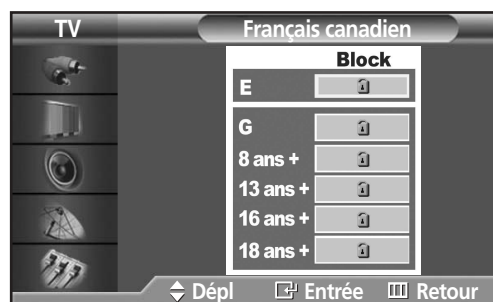 TV
Français canadien
Block
E
G
8 ans +
13 ans +
16 ans +
18 ans +
Dépl Entrée Retour